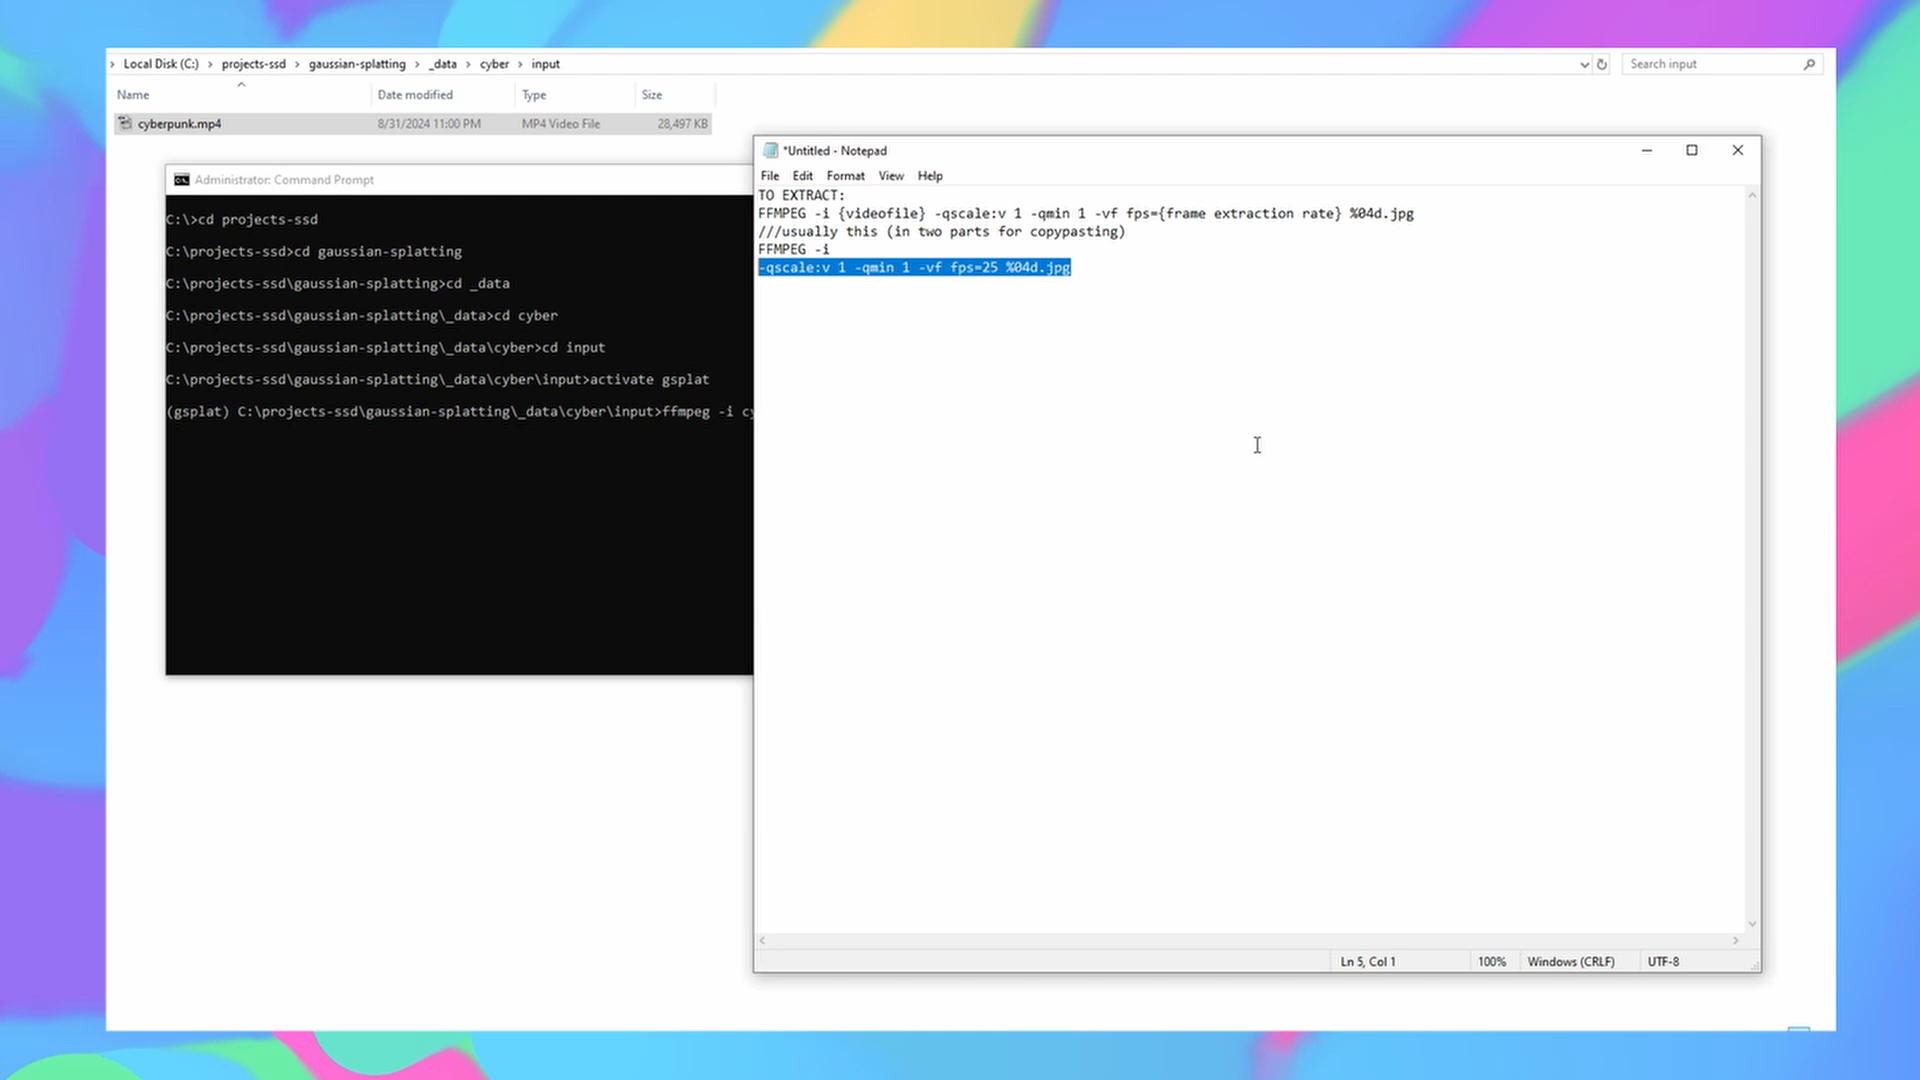 Local Disk (C:) › projects-ssd › gaussian-splatting › _data › cyber › input
Search input
Name Date modified Type Size
cyberpunk.mp4 8/31/2024 11:00 PM MP4 Video File 28,497 KB
Administrator: Command Prompt
C:\>cd projects-ssd
C:\projects-ssd>cd gaussian-splatting
C:\projects-ssd\gaussian-splatting>cd _data
C:\projects-ssd\gaussian-splatting\_data>cd cyber
C:\projects-ssd\gaussian-splatting\_data\cyber>cd input
C:\projects-ssd\gaussian-splatting\_data\cyber\input>activate gsplat
(gsplat) C:\projects-ssd\gaussian-splatting\_data\cyber\input>ffmpeg -i cy
*Untitled - Notepad
File Edit Format View Help
TO EXTRACT:
FFMPEG -i {videofile} -qscale:v 1 -qmin 1 -vf fps={frame extraction rate} %04d.jpg
///usually this (in two parts for copypasting)
FFMPEG -i
-qscale:v 1 -qmin 1 -vf fps=25 %04d.jpg
Ln 5, Col 1 100% Windows (CRLF) UTF-8